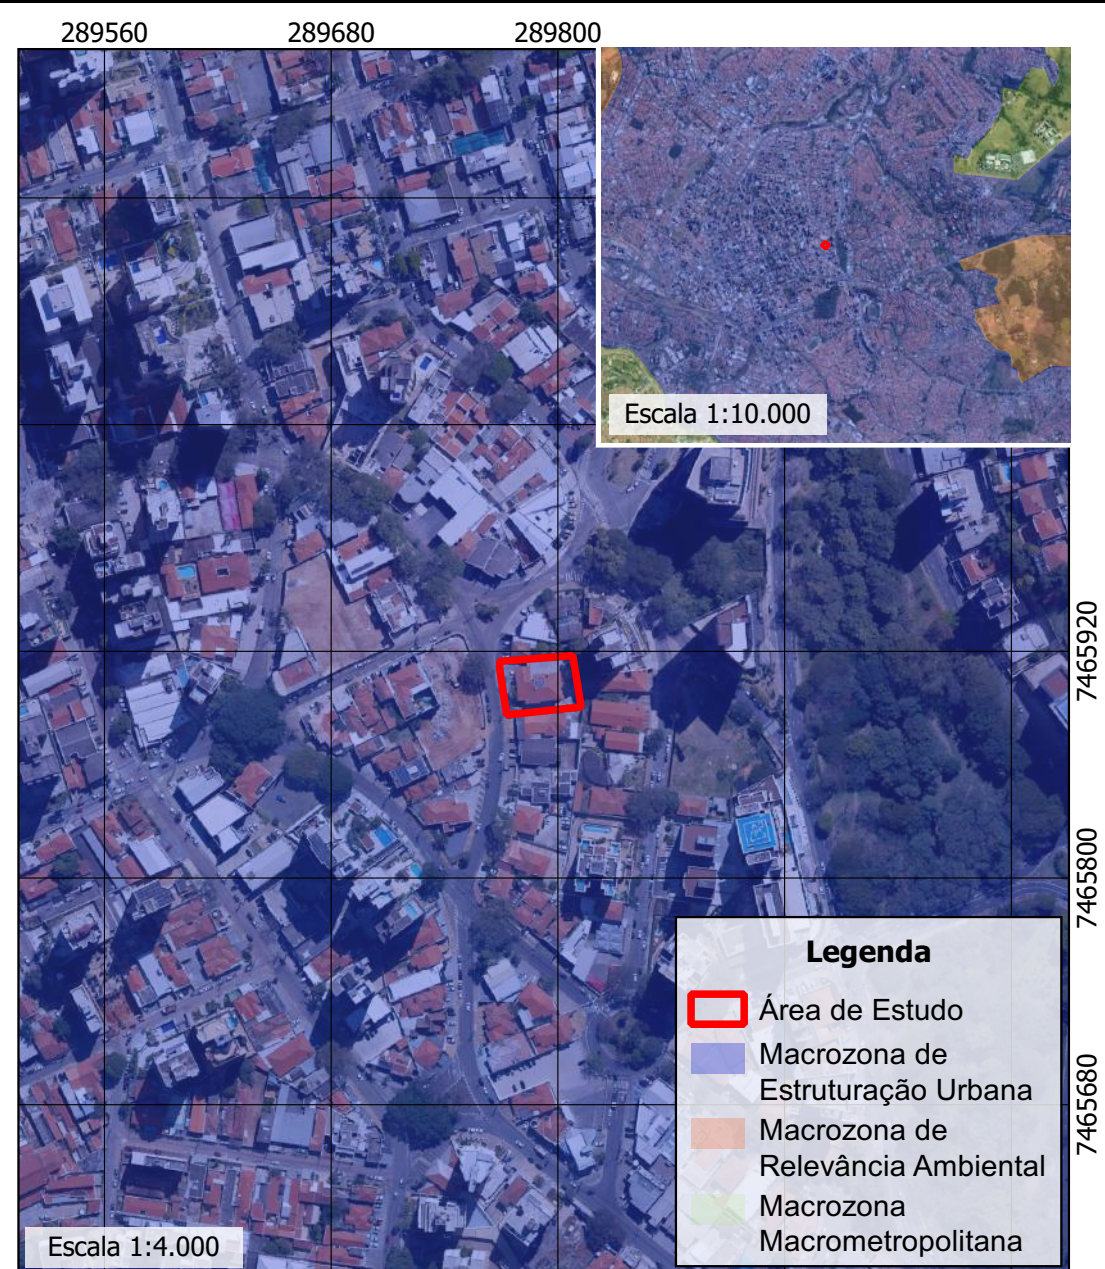 289560
289680
289800
Escala 1:10.000
7465920
7465800
7465680
Legenda
Área de Estudo
Macrozona de
Estruturação Urbana
Macrozona de
Relevância Ambiental
Macrozona
Macrometropolitana
Escala 1:4.000